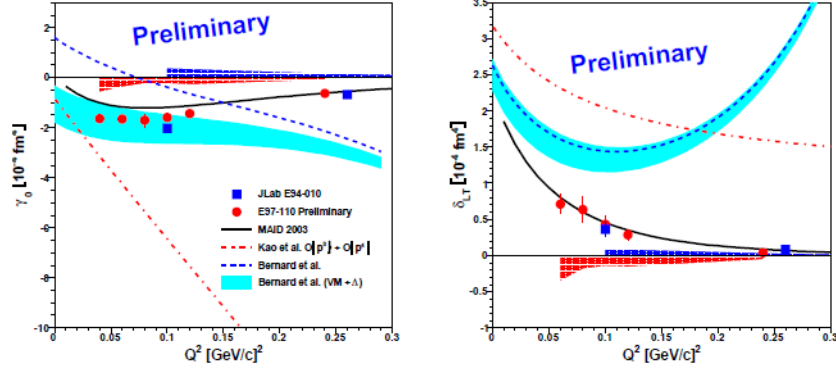 Preliminary
2
0
-2
-4
-6
-8
-10
γ₀ [10⁻⁴ fm⁴]
JLab E94-010
E97-110 Preliminary
MAID 2003
Kao et al. O(p³) + O(p⁴)
Bernard et al.
Bernard et al. (VM + Δ)
0 0.05 0.1 0.15 0.2 0.25 0.3
Q² [GeV/c]²
Preliminary
3.5
3
2.5
2
1.5
1
0.5
0
-0.5
-1
δLT [10⁻⁴ fm⁴]
0 0.05 0.1 0.15 0.2 0.25 0.3
Q² [GeV/c]²